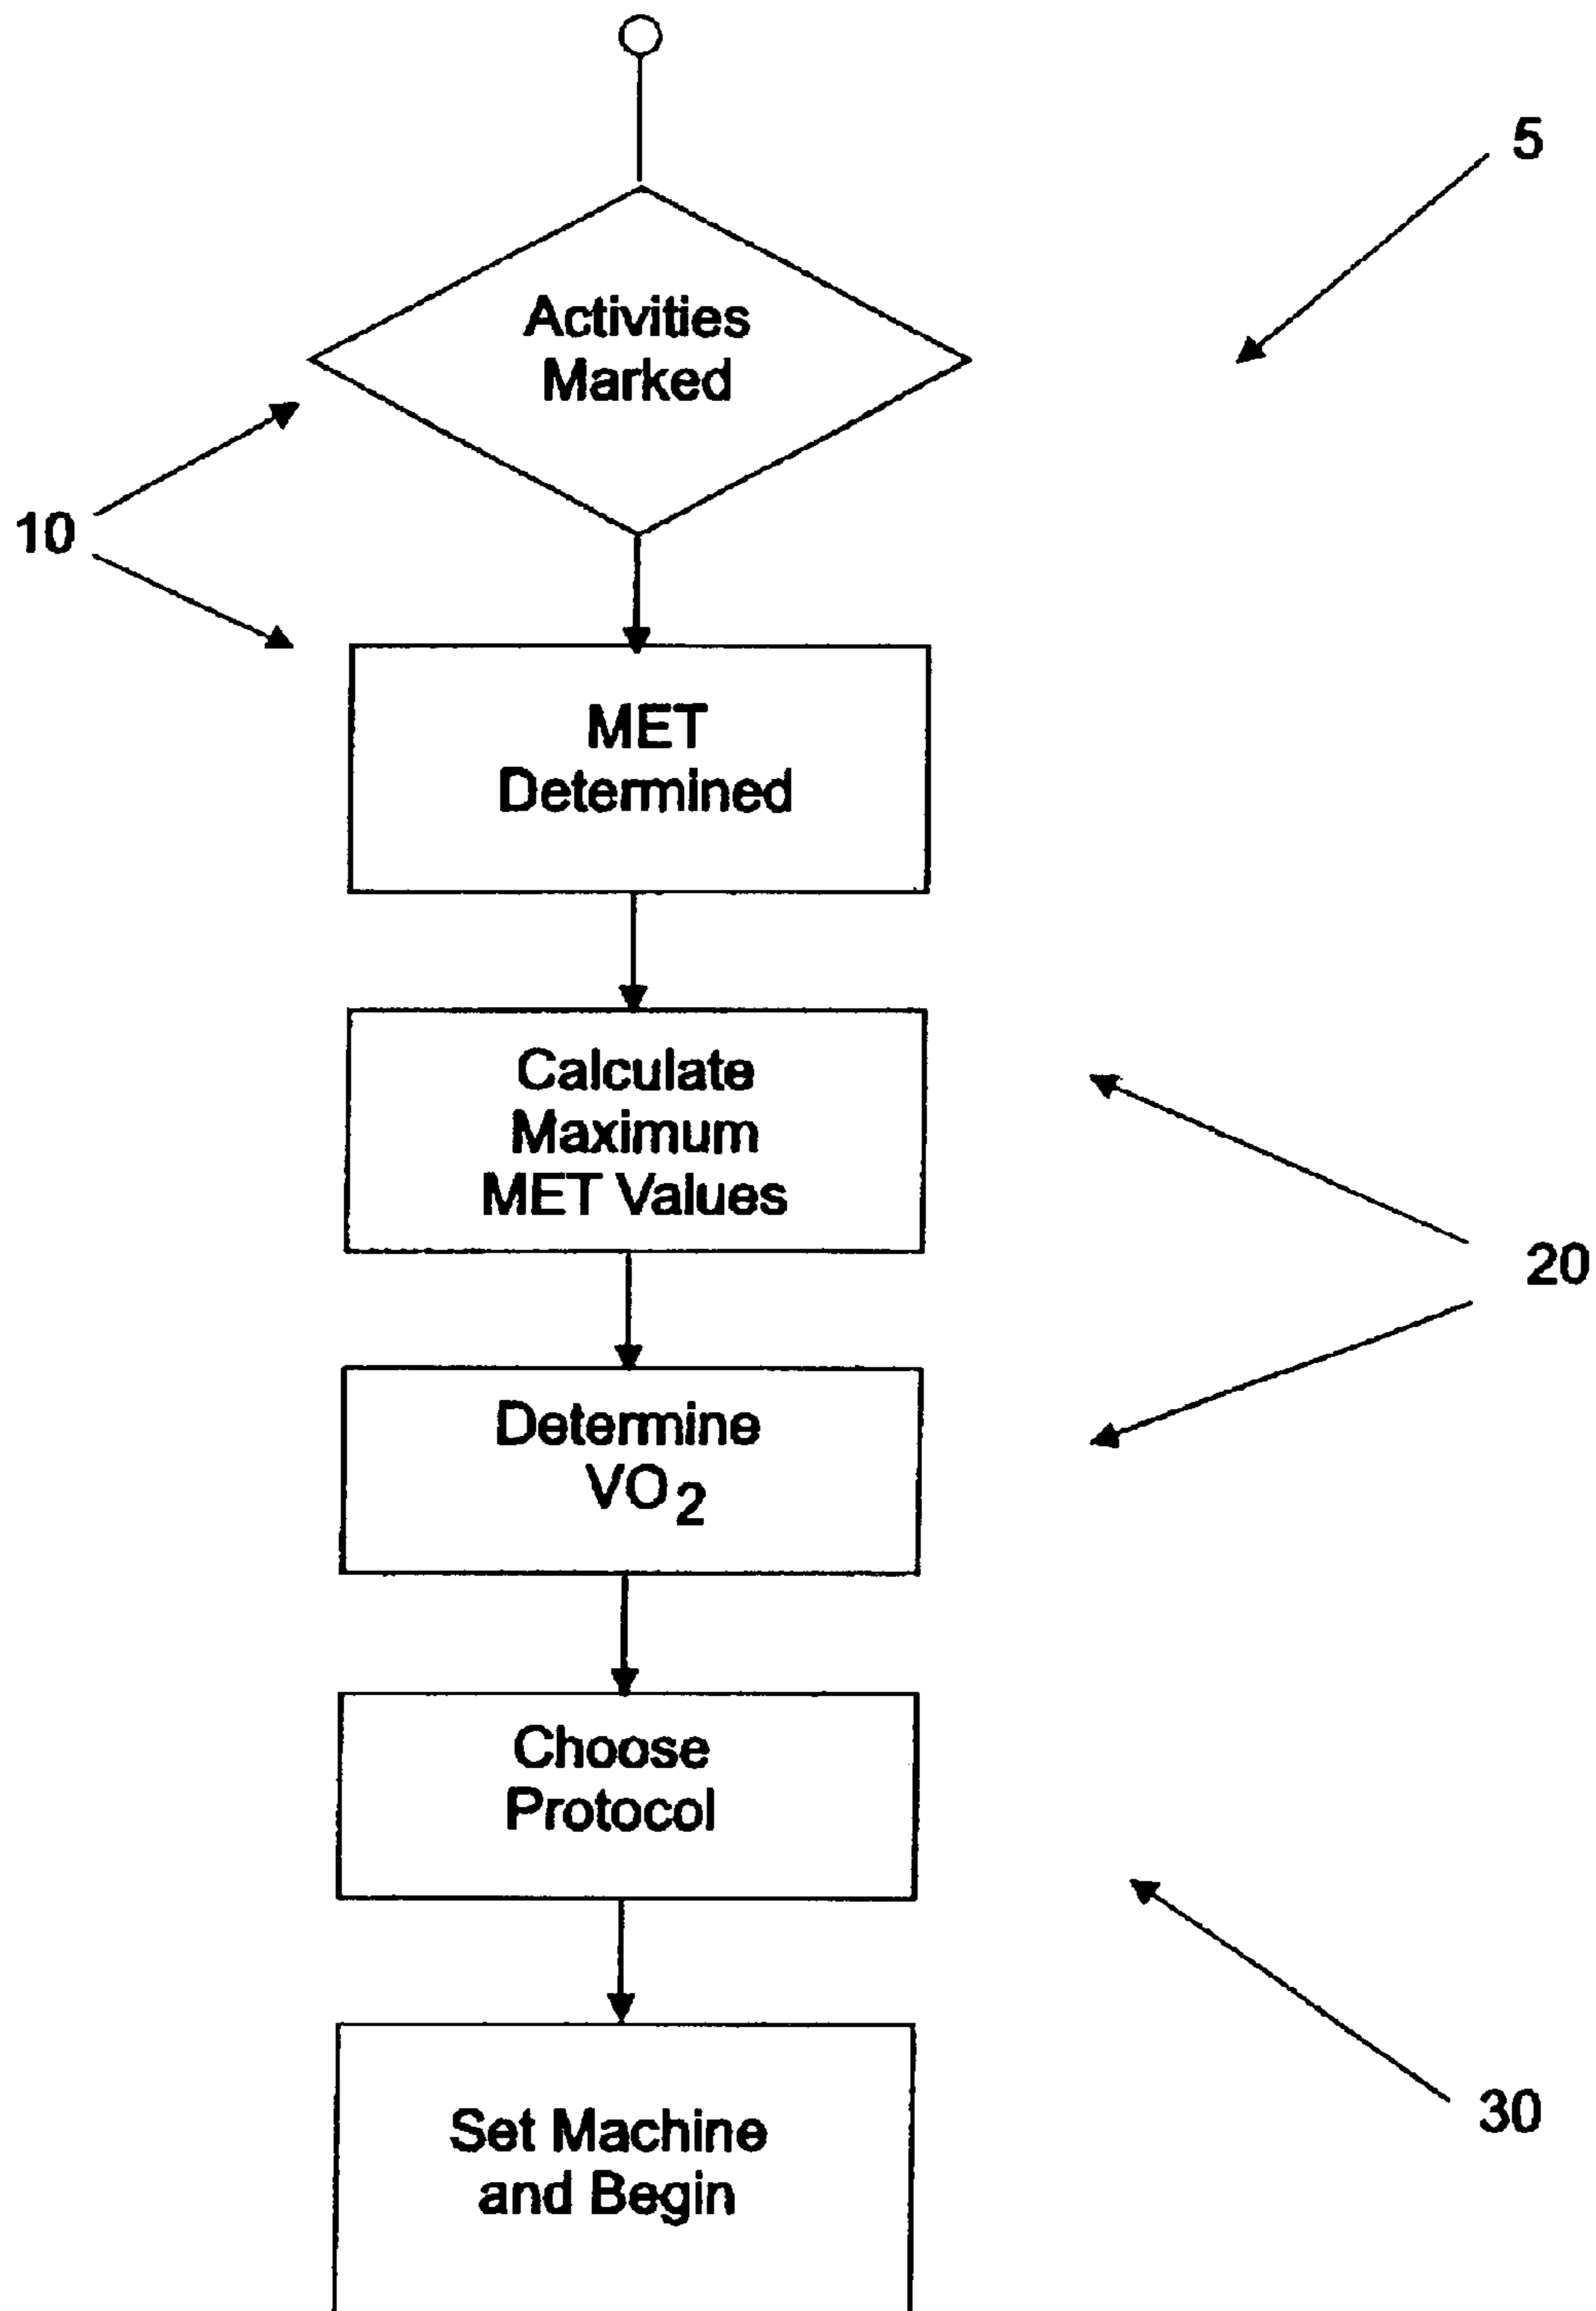 5
Activities
Marked
10
MET
Determined
Calculate
Maximum
MET Values
20
Determine
VO2
Choose
Protocol
30
Set Machine
and Begin